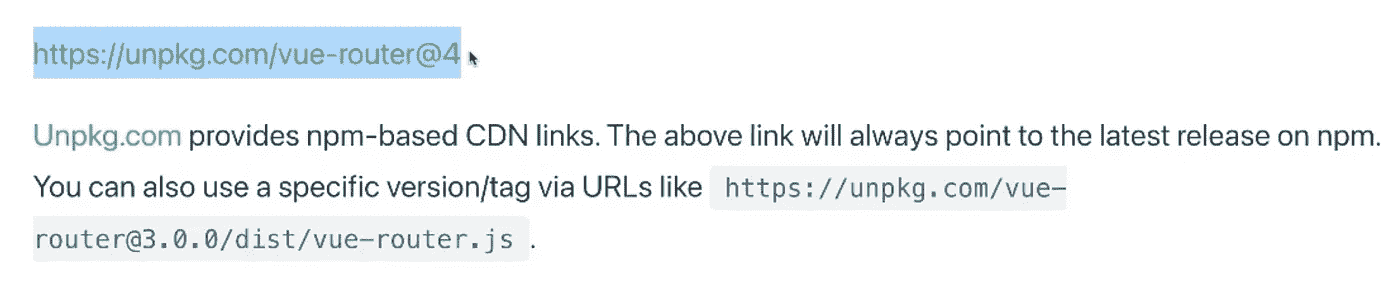 https://unpkg.com/vue-router@4
Unpkg.com provides npm-based CDN links. The above link will always point to the latest release on npm.
You can also use a specific version/tag via URLs like https://unpkg.com/vue-
router@3.0.0/dist/vue-router.js .